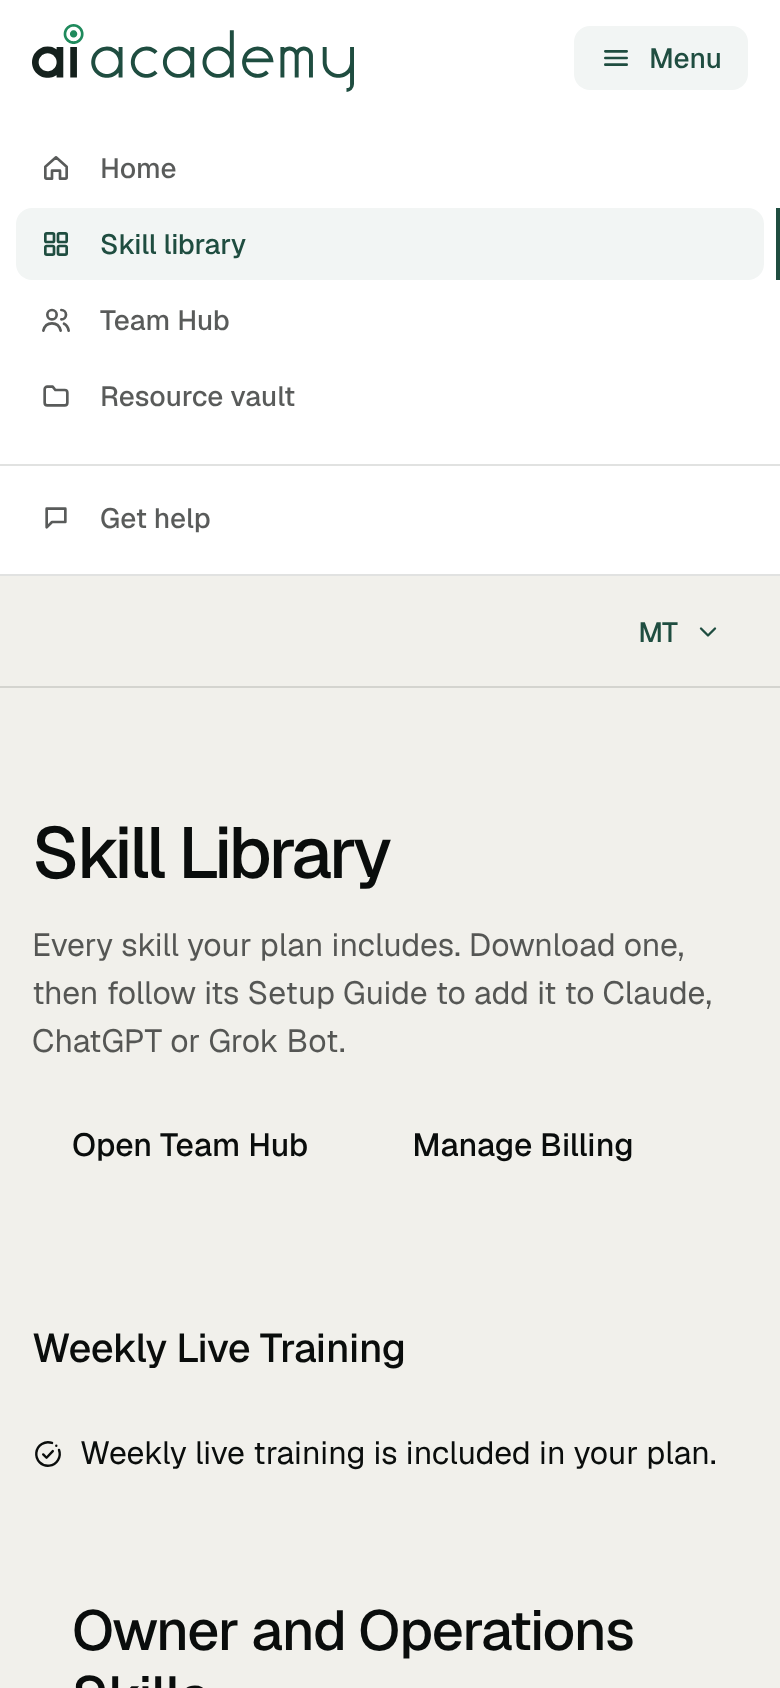 ai academy
Menu
Home
Skill library
Team Hub
Resource vault
Get help
MT
Skill Library
Every skill your plan includes. Download one,
then follow its Setup Guide to add it to Claude,
ChatGPT or Grok Bot.
Open Team Hub
Manage Billing
Weekly Live Training
Weekly live training is included in your plan.
Owner and Operations
Skills